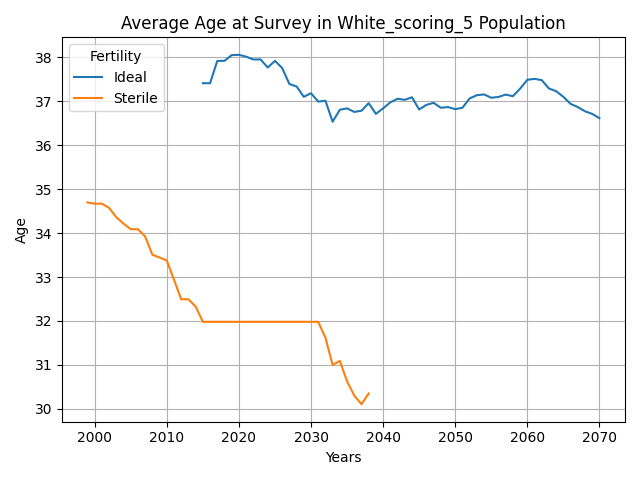 Average Age at Survey in White_scoring_5 Population
Fertility
Ideal
Sterile
38
37
36
35
34
33
32
31
30
Age
2000 2010 2020 2030 2040 2050 2060 2070
Years